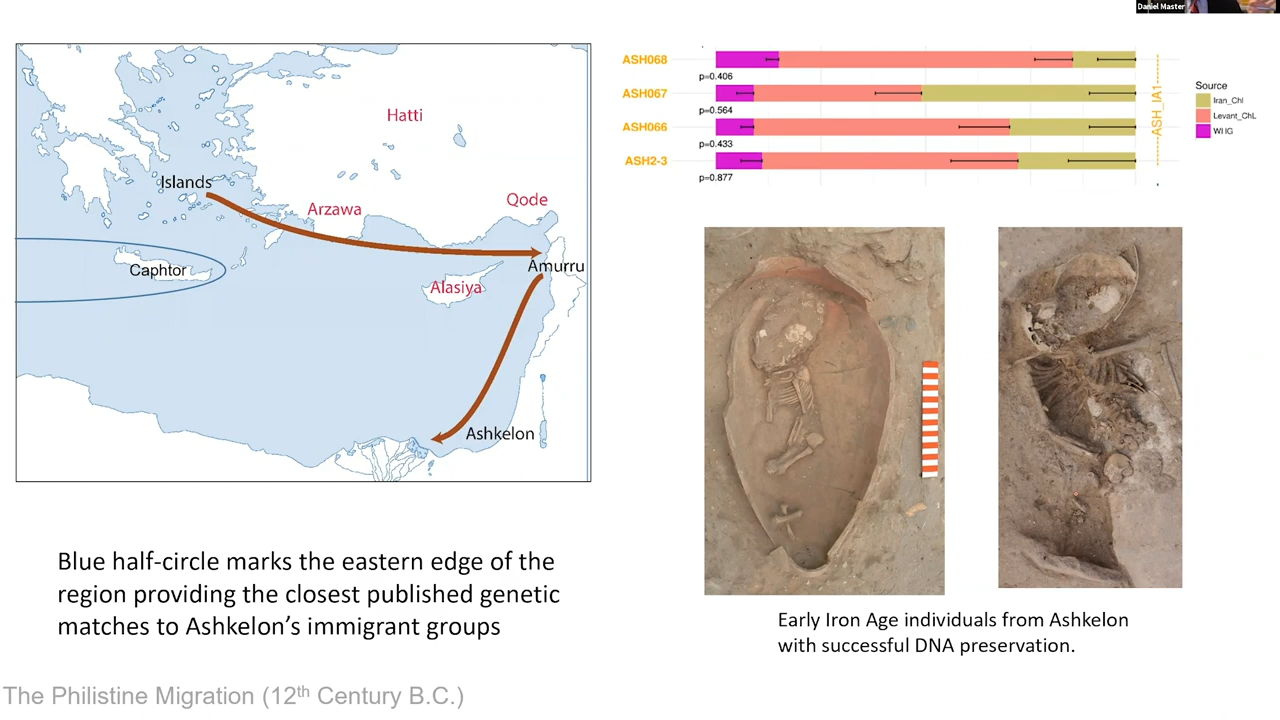 Daniel Master
Hatti
Islands
Arzawa
Qode
Caphtor
Amurru
Alasiya
Ashkelon
Blue half-circle marks the eastern edge of the
region providing the closest published genetic
matches to Ashkelon’s immigrant groups
The Philistine Migration (12th Century B.C.)
ASH068
p=0.406
ASH067
p=0.564
ASH066
p=0.433
ASH2-3
p=0.877
ASH_IA1
Source
Iran_Chl
Levant_ChL
Early Iron Age individuals from Ashkelon
with successful DNA preservation.